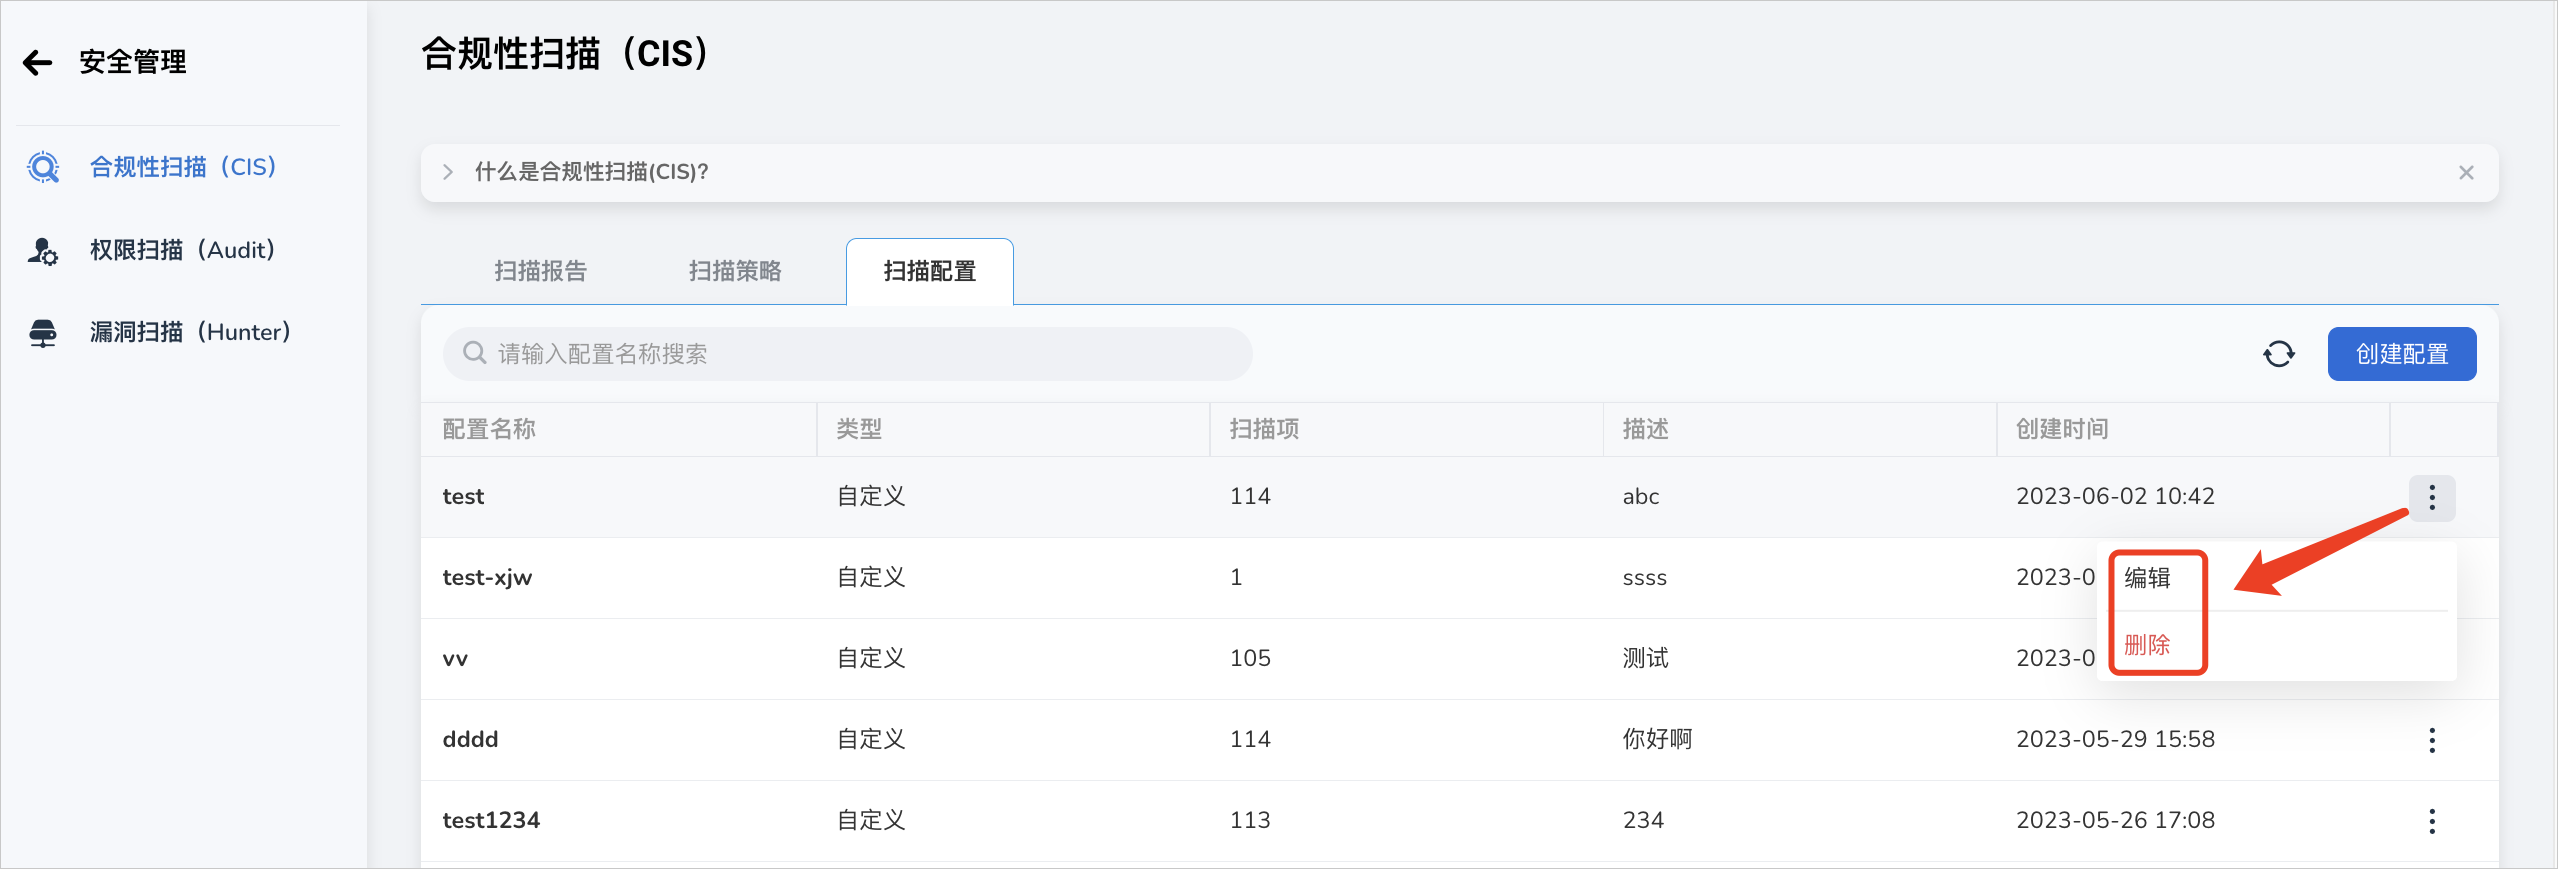 安全管理
合规性扫描（CIS）
权限扫描（Audit）
漏洞扫描（Hunter）
合规性扫描（CIS）
什么是合规性扫描(CIS)?
扫描报告 扫描策略 扫描配置
请输入配置名称搜索 创建配置
配置名称 类型 扫描项 描述 创建时间
test 自定义 114 abc 2023-06-02 10:42
test-xjw 自定义 1 ssss 2023-0
编辑
vv 自定义 105 测试 2023-0
删除
dddd 自定义 114 你好啊 2023-05-29 15:58
test1234 自定义 113 234 2023-05-26 17:08